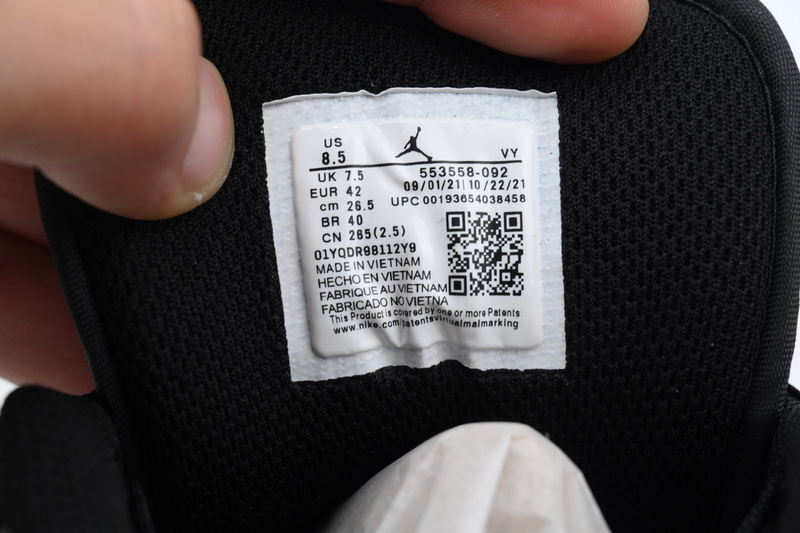 US
8.5
VY
UK 7.5
553558-092
EUR 42
09/01/21 10/22/21
cm 26.5
UPC 00193654038458
BR 40
CN 265(2.5)
01YQDR98112Y9
MADE IN VIETNAM
HECHO EN VIETNAM
FABRIQUE AU VIETNAM
FABRICADO NO VIETNA
This Product is covered by one or more Patents
www.nike.com/patentsvirtualmalmarking